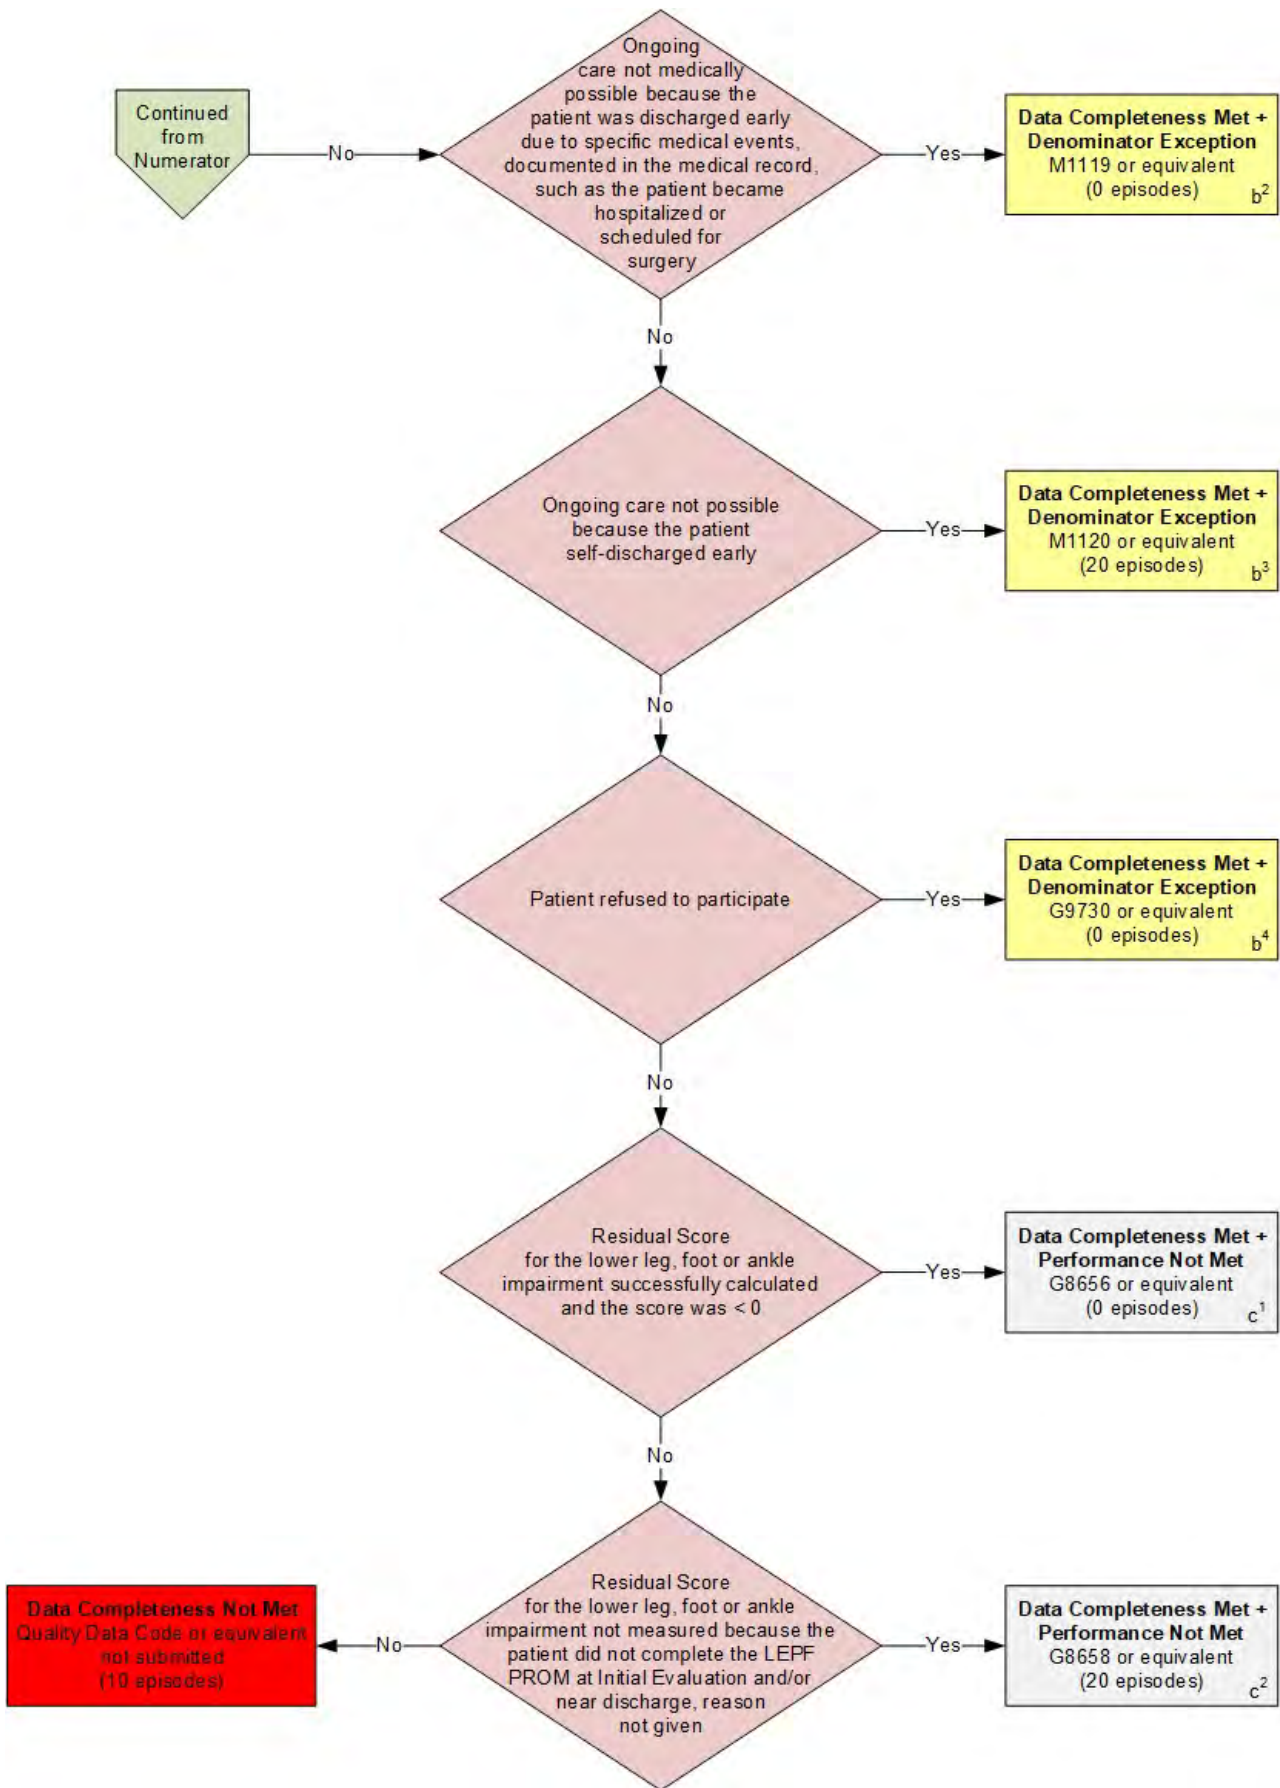 Ongoing
care not medically
possible because the
patient was discharged early
due to specific medical events,
documented in the medical record,
such as the patient became
hospitalized or
scheduled for
surgery
Continued
from
Numerator
No
Yes
Data Completeness Met +
Denominator Exception
M1119 or equivalent
(0 episodes)
b²
No
Ongoing care not possible
because the patient
self-discharged early
Yes
Data Completeness Met +
Denominator Exception
M1120 or equivalent
(20 episodes)
b³
No
Patient refused to participate
Yes
Data Completeness Met +
Denominator Exception
G9730 or equivalent
(0 episodes)
b⁴
No
Residual Score
for the lower leg, foot or ankle
impairment successfully calculated
and the score was < 0
Yes
Data Completeness Met +
Performance Not Met
G8656 or equivalent
(0 episodes)
c¹
No
Residual Score
for the lower leg, foot or ankle
impairment not measured because the
patient did not complete the LEPF
PROM at Initial Evaluation and/or
near discharge, reason
not given
No
Data Completeness Not Met
Quality Data Code or equivalent
not submitted
(10 episodes)
Yes
Data Completeness Met +
Performance Not Met
G8658 or equivalent
(20 episodes)
c²